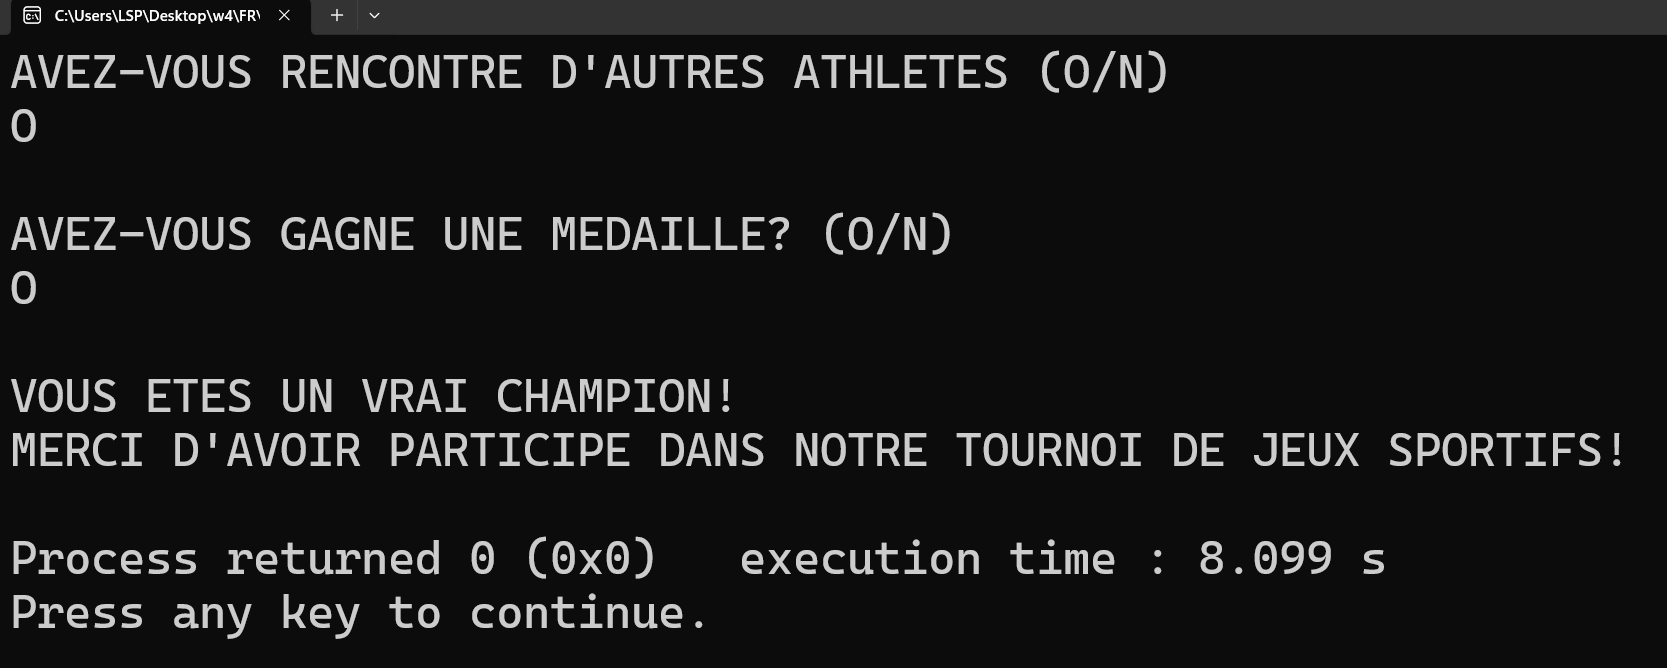 C:\Users\LSP\Desktop\w4\FR\
AVEZ-VOUS RENCONTRE D'AUTRES ATHLETES (O/N)
O
AVEZ-VOUS GAGNE UNE MEDAILLE? (O/N)
O
VOUS ETES UN VRAI CHAMPION!
MERCI D'AVOIR PARTICIPE DANS NOTRE TOURNOI DE JEUX SPORTIFS!
Process returned 0 (0x0)   execution time : 8.099 s
Press any key to continue.